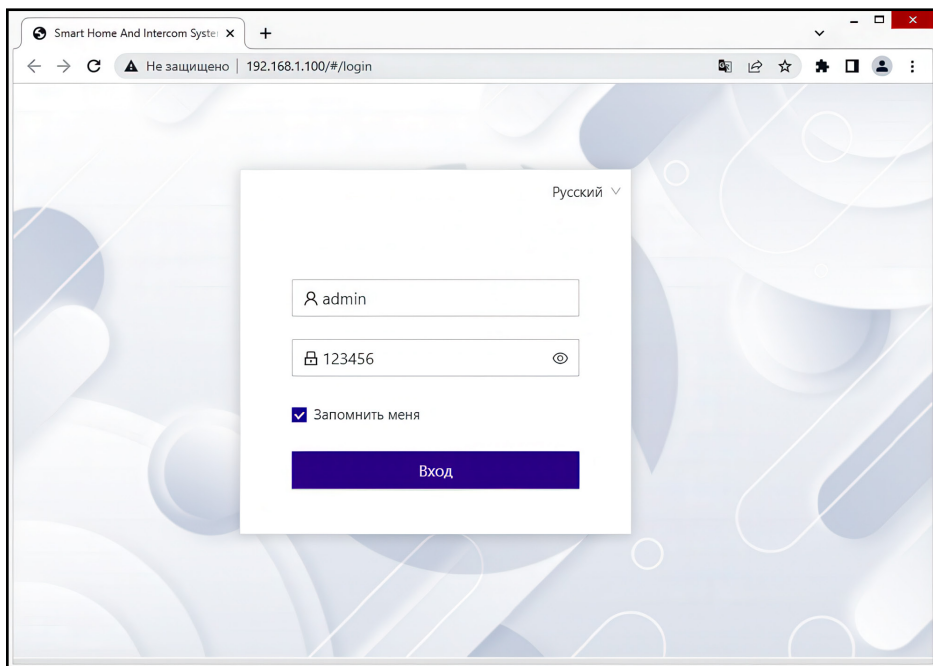 Smart Home And Intercom Syste
Не защищено | 192.168.1.100/#/login
Русский
admin
123456
Запомнить меня
Вход